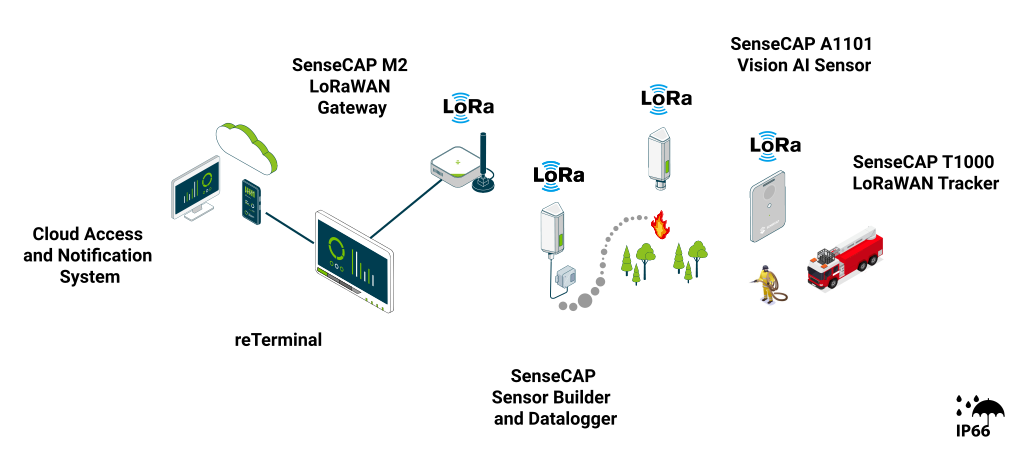 SenseCAP A1101
Vision AI Sensor
SenseCAP M2
LoRaWAN
Gateway
LoRa
LoRa
LoRa
LoRa
SenseCAP T1000
LoRaWAN Tracker
Cloud Access
and Notification
System
reTerminal
SenseCAP
Sensor Builder
and Datalogger
IP66